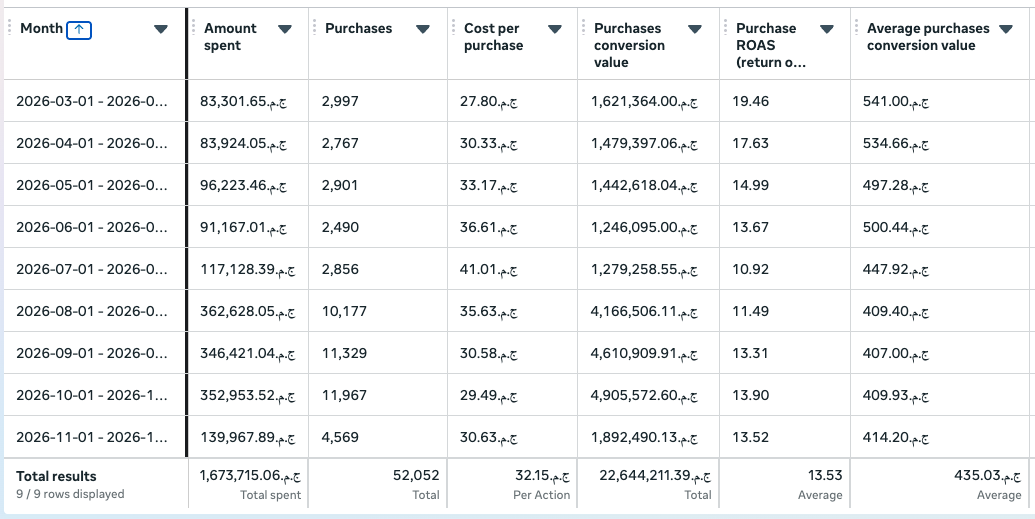 Month ↑ Amount spent Purchases Cost per purchase Purchases conversion value Purchase ROAS (return o... Average purchases conversion value
2026-03-01 - 2026-0... 83,301.65ج.م. 2,997 27.80ج.م. 1,621,364.00ج.م. 19.46 541.00ج.م.
2026-04-01 - 2026-0... 83,924.05ج.م. 2,767 30.33ج.م. 1,479,397.06ج.م. 17.63 534.66ج.م.
2026-05-01 - 2026-0... 96,223.46ج.م. 2,901 33.17ج.م. 1,442,618.04ج.م. 14.99 497.28ج.م.
2026-06-01 - 2026-0... 91,167.01ج.م. 2,490 36.61ج.م. 1,246,095.00ج.م. 13.67 500.44ج.م.
2026-07-01 - 2026-0... 117,128.39ج.م. 2,856 41.01ج.م. 1,279,258.55ج.م. 10.92 447.92ج.م.
2026-08-01 - 2026-0... 362,628.05ج.م. 10,177 35.63ج.م. 4,166,506.11ج.م. 11.49 409.40ج.م.
2026-09-01 - 2026-0... 346,421.04ج.م. 11,329 30.58ج.م. 4,610,909.91ج.م. 13.31 407.00ج.م.
2026-10-01 - 2026-1... 352,953.52ج.م. 11,967 29.49ج.م. 4,905,572.60ج.م. 13.90 409.93ج.م.
2026-11-01 - 2026-1... 139,967.89ج.م. 4,569 30.63ج.م. 1,892,490.13ج.م. 13.52 414.20ج.م.
Total results 1,673,715.06ج.م. 52,052 32.15ج.م. 22,644,211.39ج.م. 13.53 435.03ج.م.
9 / 9 rows displayed Total spent Total Per Action Total Average Average